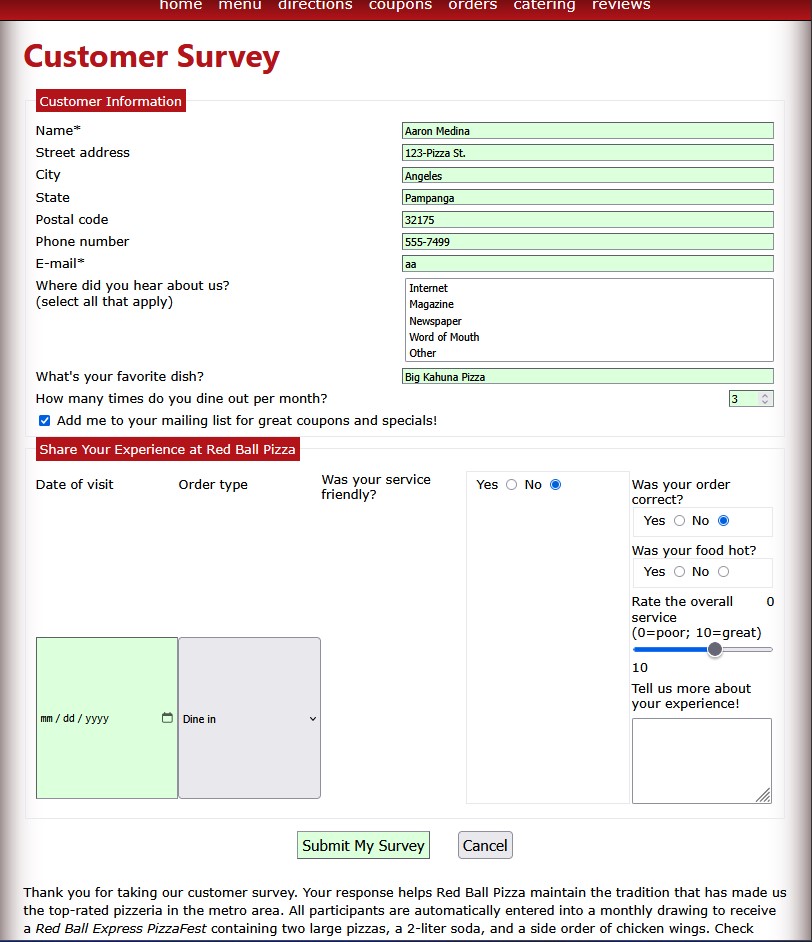 home menu directions coupons orders catering reviews
Customer Survey
Customer Information
Name* Aaron Medina
Street address 123-Pizza St.
City Angeles
State Pampanga
Postal code 32175
Phone number 555-7499
E-mail* aa
Where did you hear about us? Internet
(select all that apply) Magazine
Newspaper
Word of Mouth
Other
What's your favorite dish? Big Kahuna Pizza
How many times do you dine out per month? 3
Add me to your mailing list for great coupons and specials!
Share Your Experience at Red Ball Pizza
Date of visit
mm / dd / yyyy
Order type
Dine in
Was your service
friendly?
Yes No
Was your order
correct?
Yes No
Was your food hot?
Yes No
Rate the overall 0
service
(0=poor; 10=great)
10
Tell us more about
your experience!
Submit My Survey Cancel
Thank you for taking our customer survey. Your response helps Red Ball Pizza maintain the tradition that has made us
the top-rated pizzeria in the metro area. All participants are automatically entered into a monthly drawing to receive
a Red Ball Express PizzaFest containing two large pizzas, a 2-liter soda, and a side order of chicken wings. Check